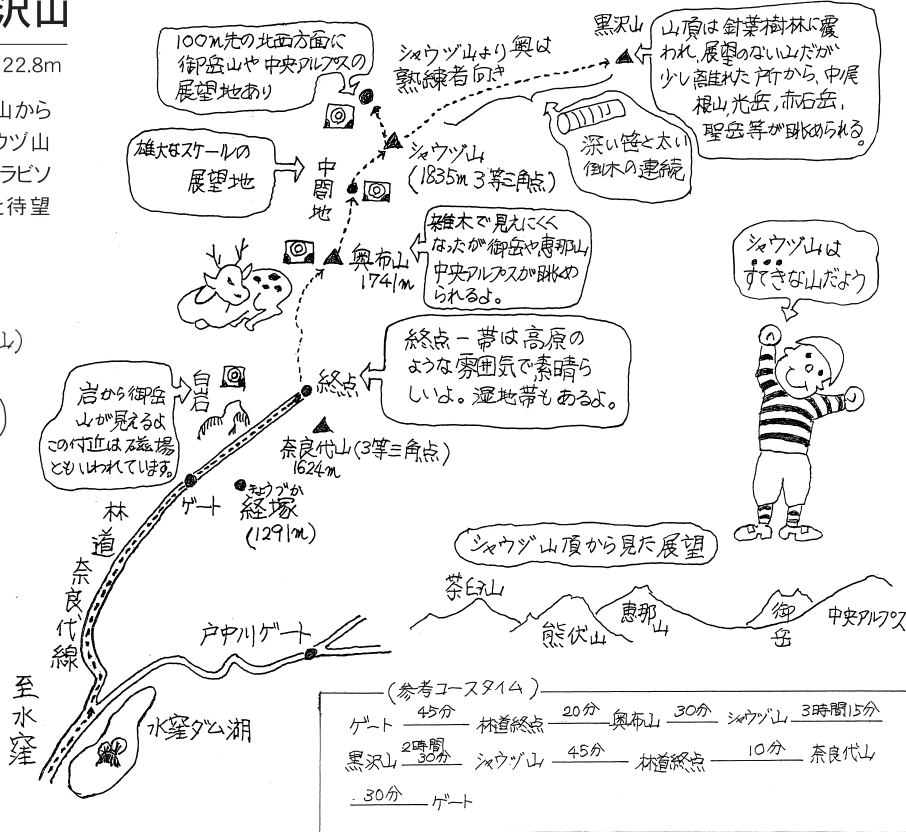 沢山
22.8m
山から
ウヅ山
ラビソ
と待望
山)
100m先の北西方面に
御岳山や中央アルプスの
展望地あり
シャウヅ山より奥は
熟練者向き
黒沢山
山頂は針葉樹林に覆
われ、展望のない山だが
少し離れた所から、中ノ尾
根山、光岳、赤石岳、
聖岳等が眺められる。
深い笹と太い
倒木の連続
雄大なスケールの
展望地
中間地
シャウヅ山
(1835m 3等三角点)
奥布山
1741m
雑木で見えにくく
なったが御岳や恵那山
中央アルプスが眺め
られるよ。
シャウヅ山は
すてきな山だよう
終点一帯は高原の
ような雰囲気で素晴ら
しいよ。湿地帯もあるよ。
終点
白岩
岩から御岳
山が見えるよ
この付近は磁場
ともいわれています。
奈良代山(3等三角点)
1624m
ゲート
きょうづか
経塚
(1291m)
林道奈良代線
戸中川ゲート
至水窪
水窪ダム湖
シャウヅ山頂から見た展望
茶臼山
熊伏山
恵那山
御岳
中央アルプス
(参考コースタイム)
ゲート 45分 林道終点 20分 奥布山 30分 シャウヅ山 3時間15分
黒沢山 2時間30分 シャウヅ山 45分 林道終点 10分 奈良代山
30分 ゲート